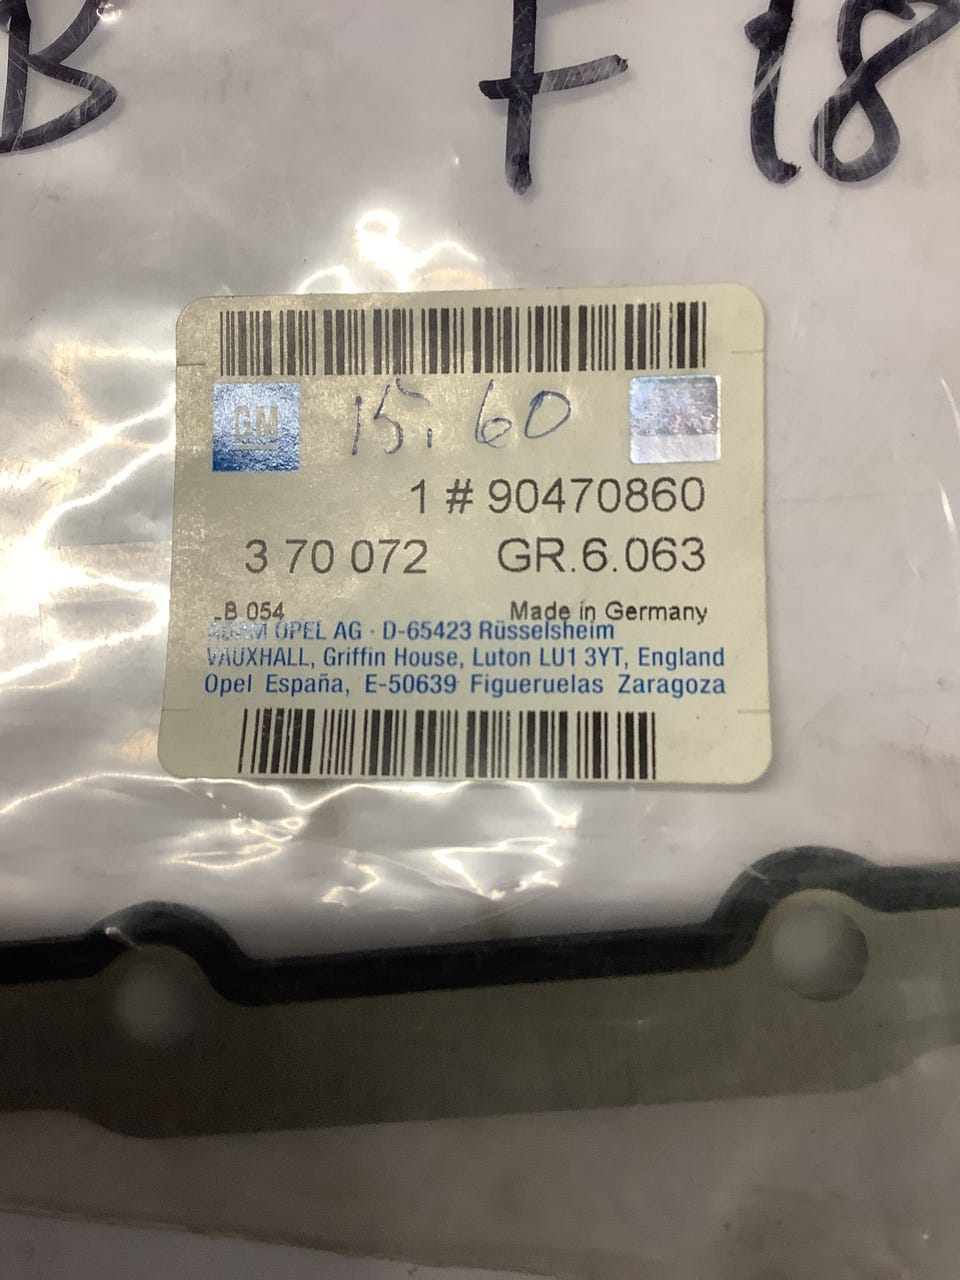 B F 18
GM 15.60
1 # 90470860
3 70 072 GR.6.063
B 054 Made in Germany
ADAM OPEL AG · D-65423 Rüsselsheim
VAUXHALL, Griffin House, Luton LU1 3YT, England
Opel España, E-50639 Figueruelas Zaragoza